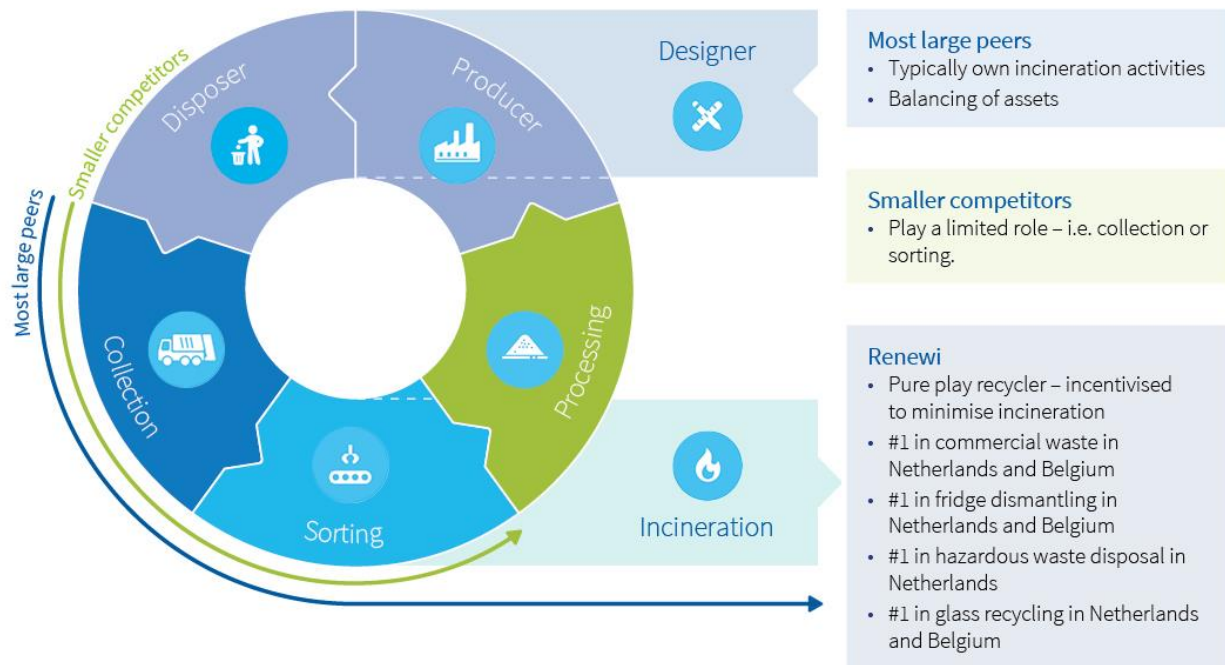 Disposer
Producer
Smaller competitors
Most large peers
Collection
Sorting
Processing
Designer
Incineration
Most large peers
• Typically own incineration activities
• Balancing of assets
Smaller competitors
• Play a limited role – i.e. collection or
sorting.
Renewi
• Pure play recycler – incentivised
to minimise incineration
• #1 in commercial waste in
Netherlands and Belgium
• #1 in fridge dismantling in
Netherlands and Belgium
• #1 in hazardous waste disposal in
Netherlands
• #1 in glass recycling in Netherlands
and Belgium